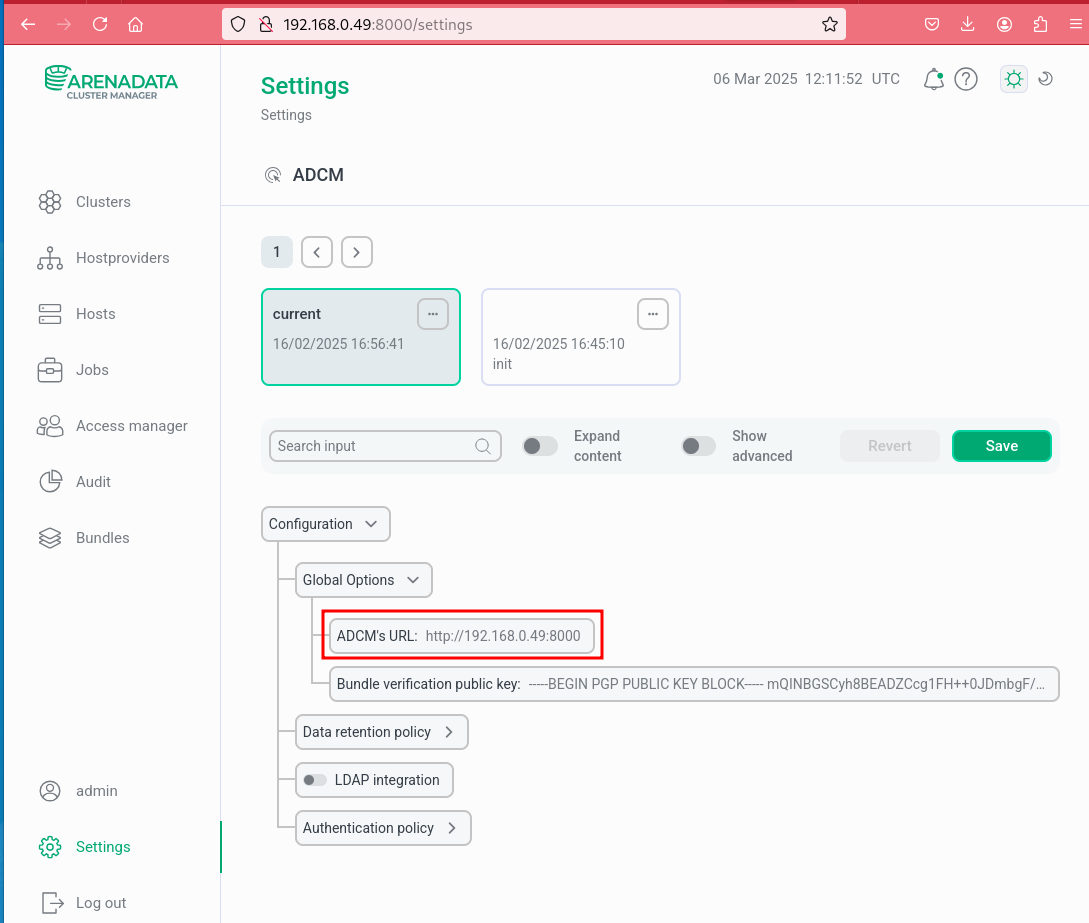 192.168.0.49:8000/settings
ARENADATA
CLUSTER MANAGER
Settings
06 Mar 2025 12:11:52 UTC
Settings
ADCM
Clusters
Hostproviders
Hosts
Jobs
Access manager
Audit
Bundles
admin
Settings
Log out
1
current
16/02/2025 16:56:41
16/02/2025 16:45:10
init
Search input
Expand
content
Show
advanced
Revert
Save
Configuration
Global Options
ADCM's URL: http://192.168.0.49:8000
Bundle verification public key: -----BEGIN PGP PUBLIC KEY BLOCK----- mQINBGSCyh8BEADZCcg1FH++0JDmbgF/...
Data retention policy
LDAP integration
Authentication policy